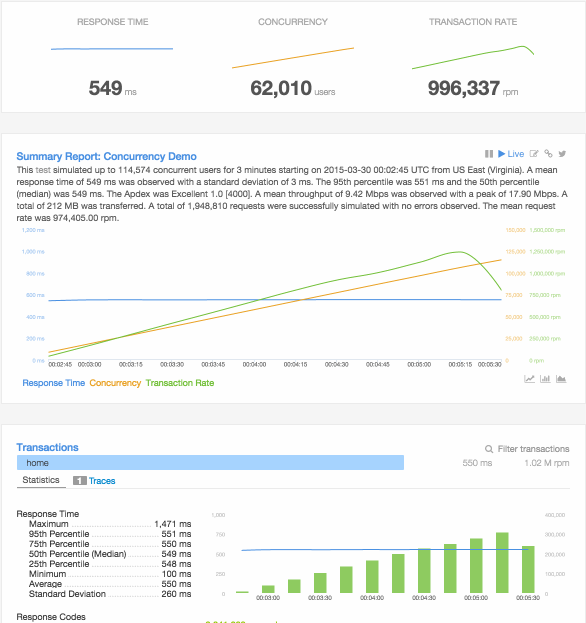 RESPONSE TIME CONCURRENCY TRANSACTION RATE
549 ms 62,010 users 996,337 rpm
Summary Report: Concurrency Demo Live
This test simulated up to 114,574 concurrent users for 3 minutes starting on 2015-03-30 00:02:45 UTC from US East (Virginia). A mean
response time of 549 ms was observed with a standard deviation of 3 ms. The 95th percentile was 551 ms and the 50th percentile
(median) was 549 ms. The Apdex was Excellent 1.0 [4000]. A mean throughput of 9.42 Mbps was observed with a peak of 17.90 Mbps. A
total of 212 MB was transferred. A total of 1,948,810 requests were successfully simulated with no errors observed. The mean request
rate was 974,405.00 rpm.
1,200 ms 150,000 1,500,000 rpm
1,000 ms 125,000 1,250,000 rpm
800 ms 100,000 1,000,000 rpm
600 ms 75,000 750,000 rpm
400 ms 50,000 500,000 rpm
200 ms 25,000 250,000 rpm
0 ms 0 0 rpm
00:02:45 00:03:00 00:03:15 00:03:30 00:03:45 00:04:00 00:04:15 00:04:30 00:04:45 00:05:00 00:05:15 00:05:30
Response Time Concurrency Transaction Rate
Transactions Filter transactions
home 550 ms 1.02 M rpm
Statistics 1 Traces
Response Time
Maximum 1,471 ms
95th Percentile 551 ms
75th Percentile 550 ms
50th Percentile (Median) 549 ms
25th Percentile 548 ms
Minimum 100 ms
Average 550 ms
Standard Deviation 260 ms
1,000 400,000
750 300,000
500 200,000
250 100,000
0 0
00:03:00 00:03:30 00:04:00 00:04:30 00:05:00 00:05:30
Response Codes